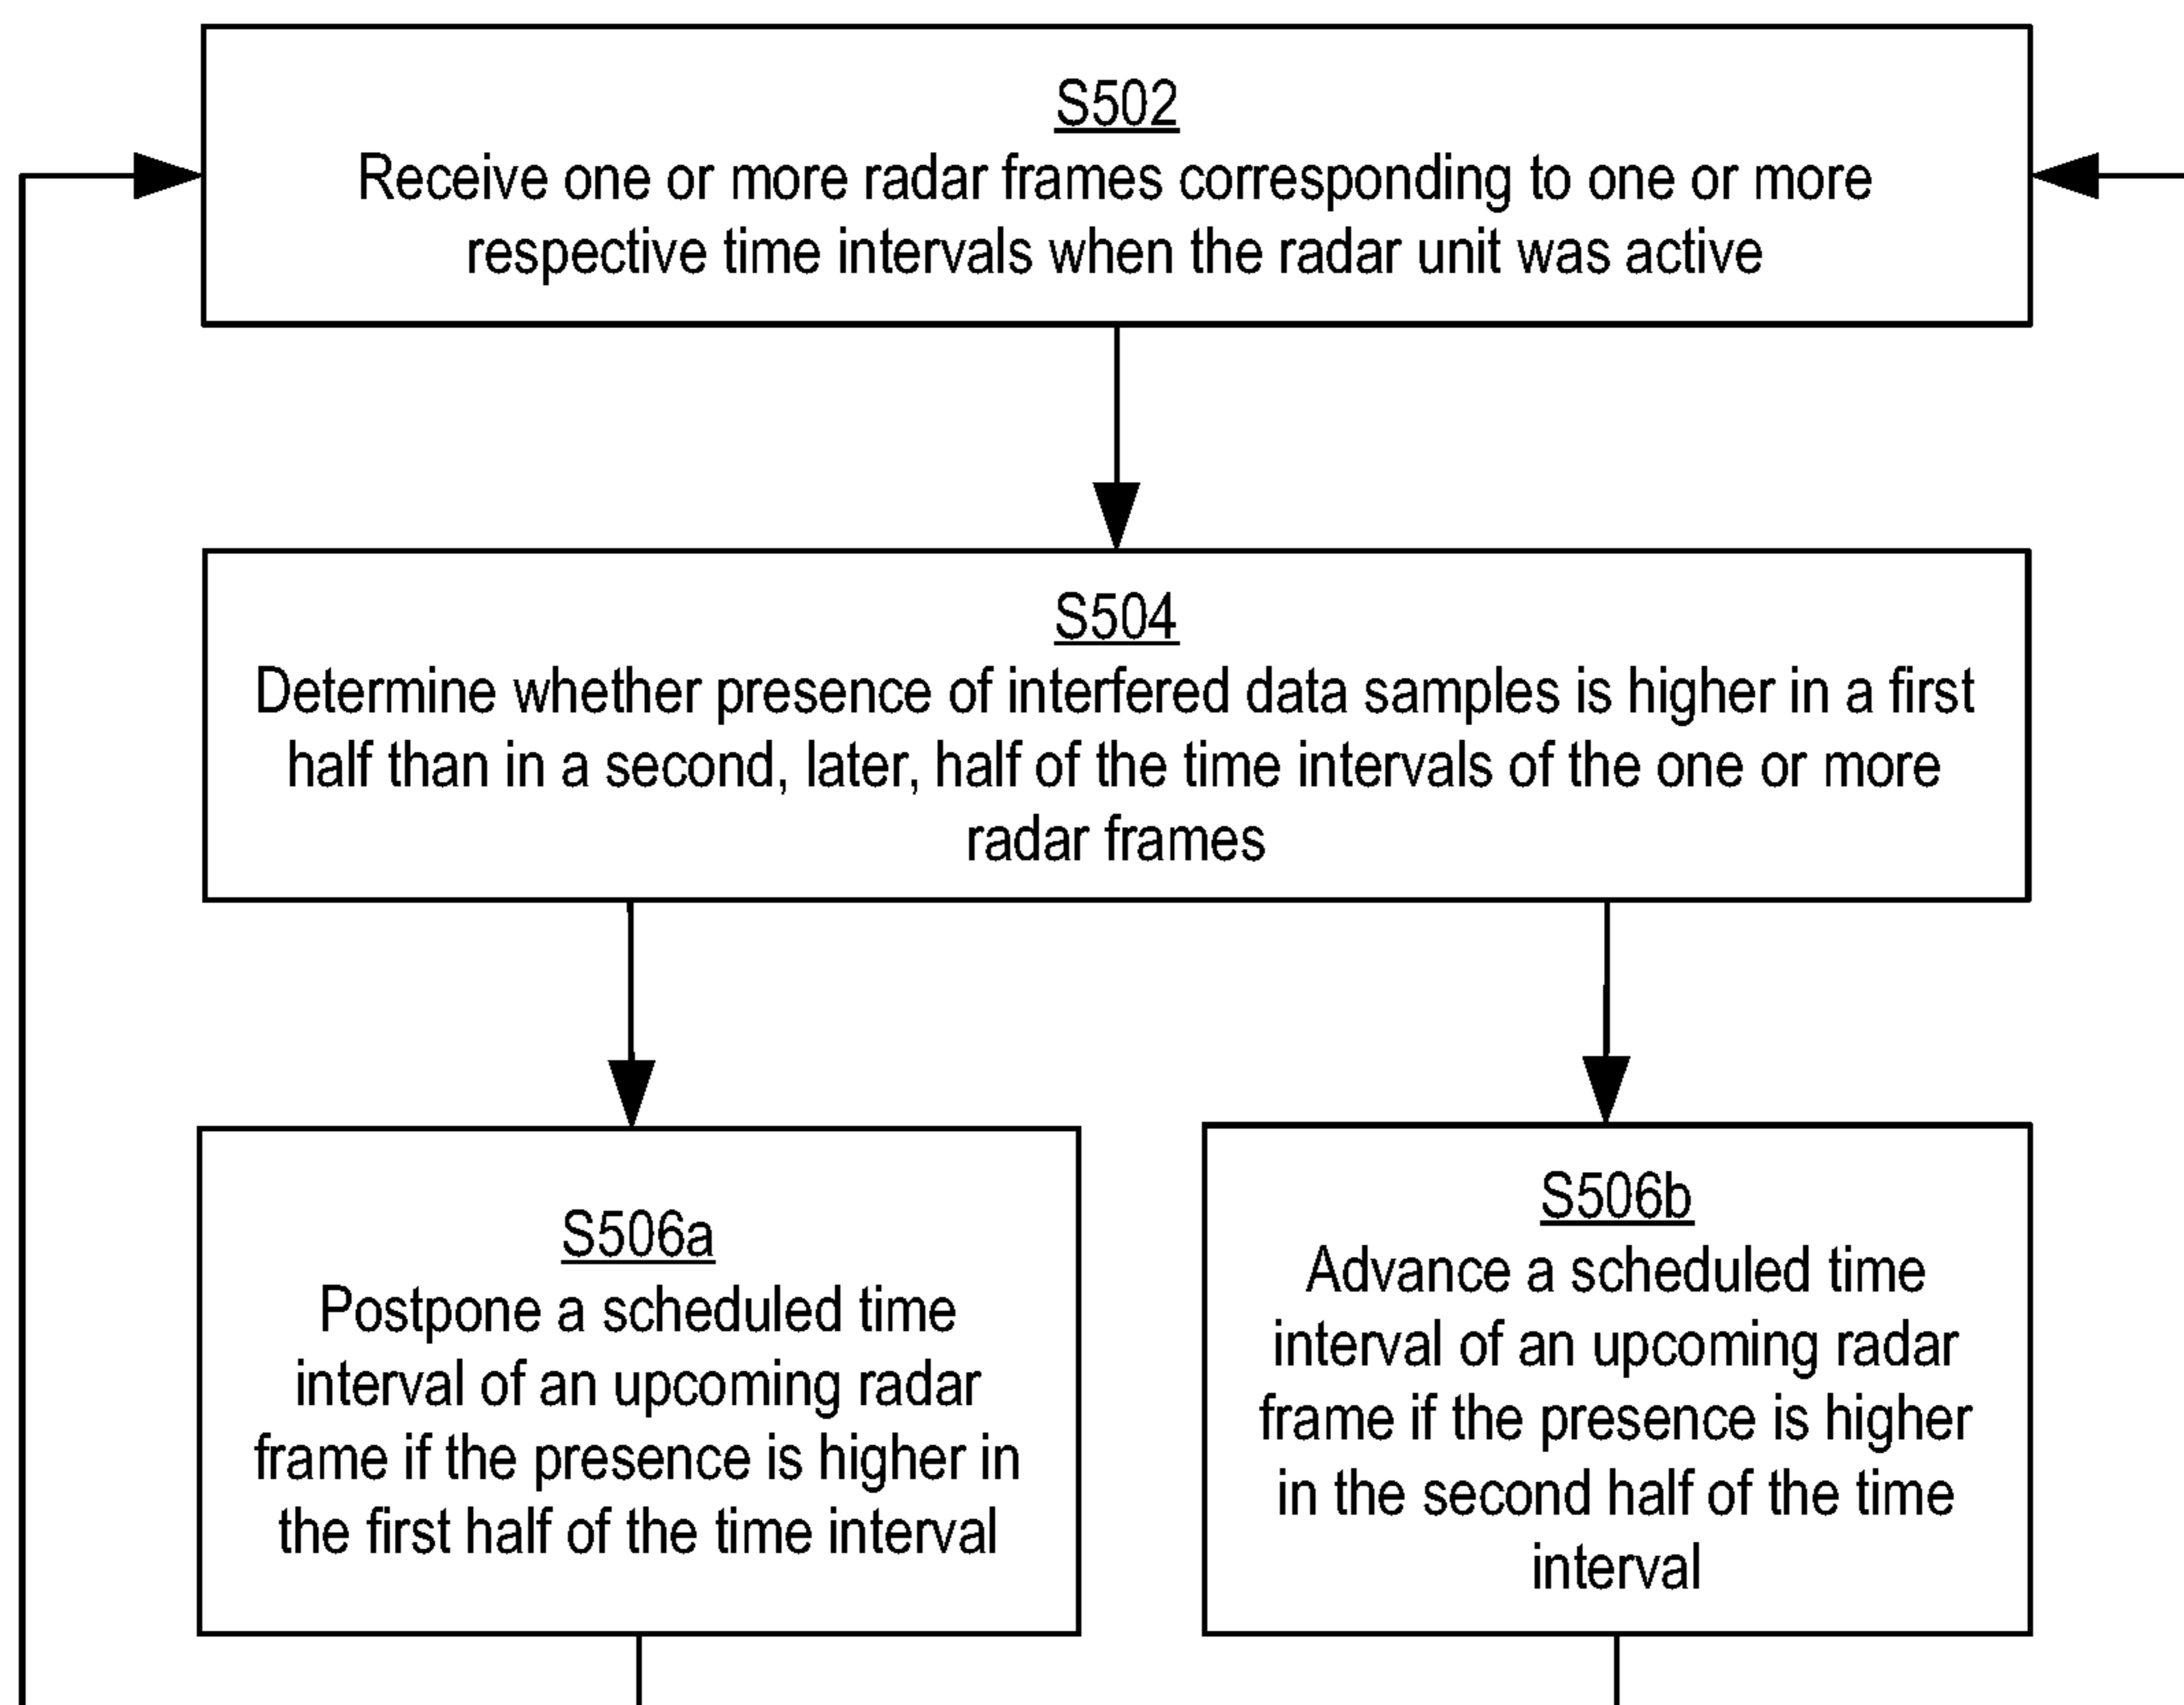 S502
Receive one or more radar frames corresponding to one or more
respective time intervals when the radar unit was active
S504
Determine whether presence of interfered data samples is higher in a first
half than in a second, later, half of the time intervals of the one or more
radar frames
S506a
Postpone a scheduled time
interval of an upcoming radar
frame if the presence is higher in
the first half of the time interval
S506b
Advance a scheduled time
interval of an upcoming radar
frame if the presence is higher
in the second half of the time
interval